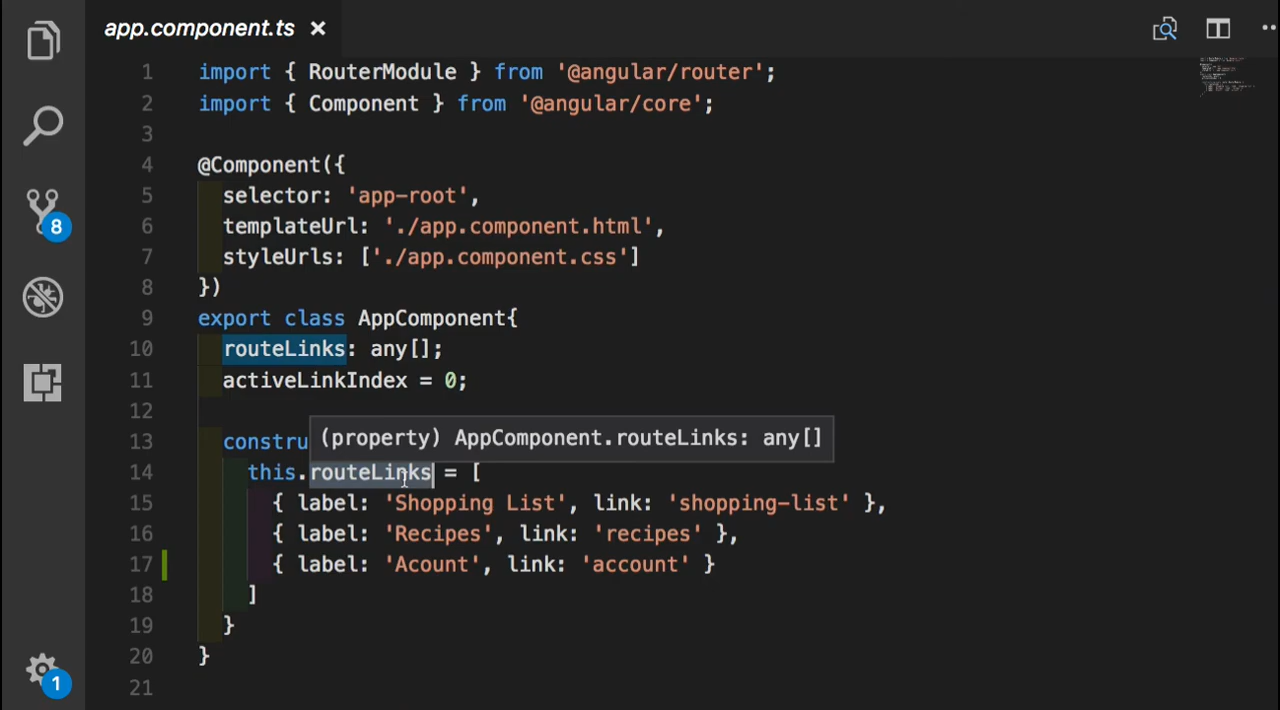 app.component.ts ×
1 import { RouterModule } from '@angular/router';
2 import { Component } from '@angular/core';
3
4 @Component({
5 selector: 'app-root',
6 templateUrl: './app.component.html',
7 styleUrls: ['./app.component.css']
8 })
9 export class AppComponent{
10 routeLinks: any[];
11 activeLinkIndex = 0;
12
13 constru
(property) AppComponent.routeLinks: any[]
14 this.routeLinks = [
15 { label: 'Shopping List', link: 'shopping-list' },
16 { label: 'Recipes', link: 'recipes' },
17 { label: 'Acount', link: 'account' }
18 ]
19 }
20 }
21
8
1